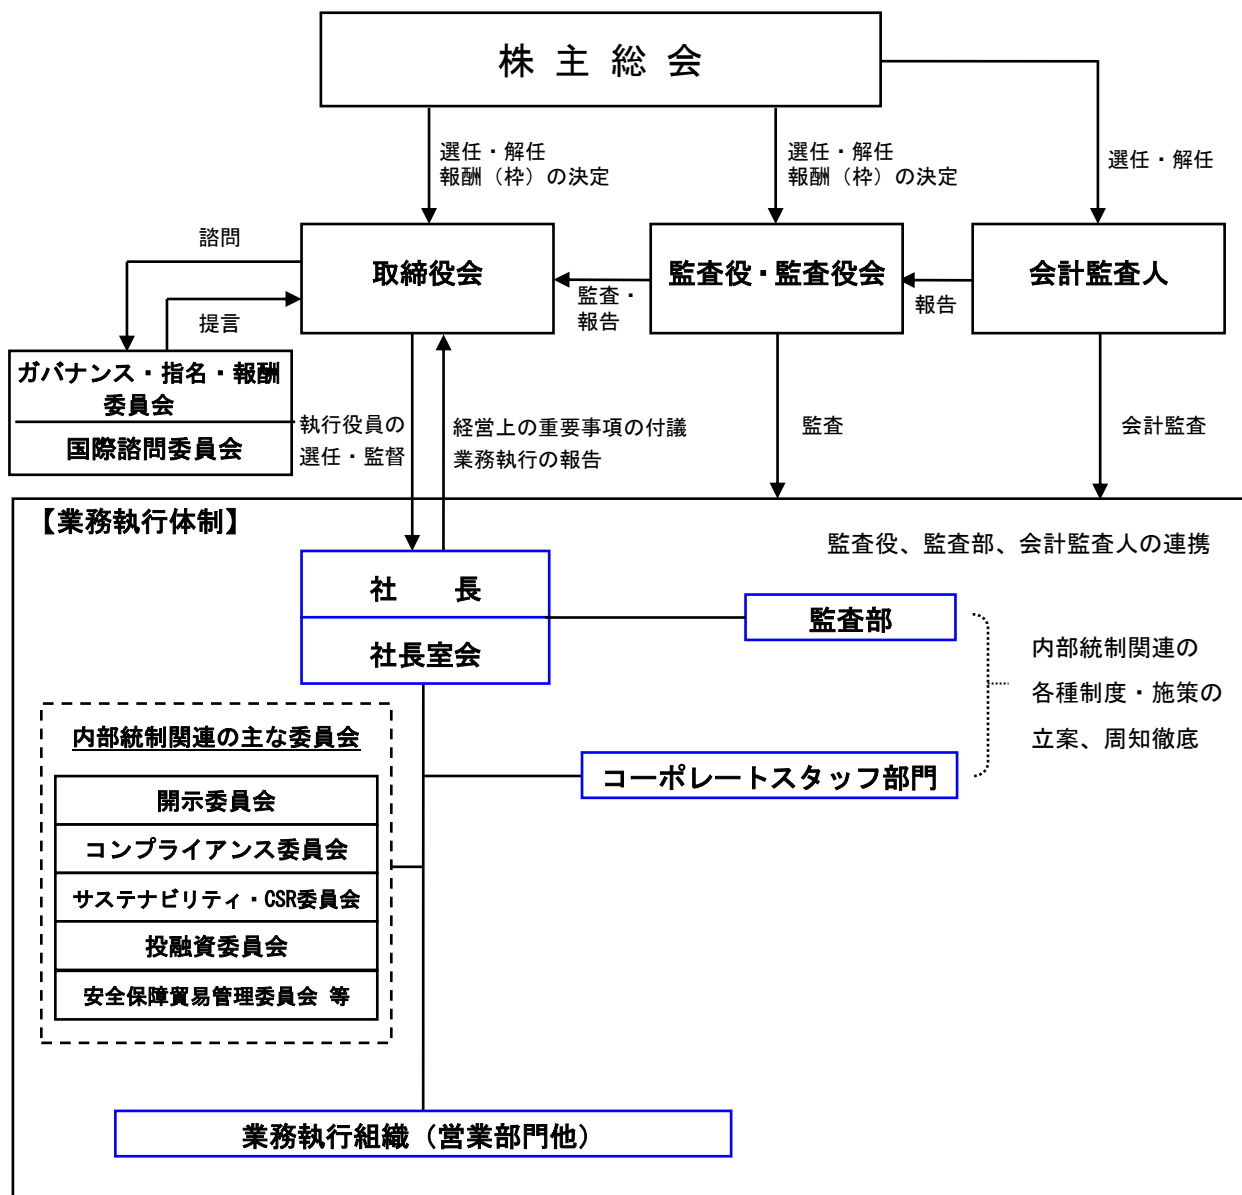 株主総会
選任・解任
報酬（枠）の決定
選任・解任
報酬（枠）の決定
選任・解任
諮問
取締役会
監査役・監査役会
会計監査人
監査・
報告
報告
提言
ガバナンス・指名・報酬
委員会
国際諮問委員会
執行役員の
選任・監督
経営上の重要事項の付議
業務執行の報告
監査
会計監査
【業務執行体制】
監査役、監査部、会計監査人の連携
社　長
社長室会
監査部
内部統制関連の
各種制度・施策の
立案、周知徹底
内部統制関連の主な委員会
開示委員会
コンプライアンス委員会
サステナビリティ・CSR委員会
投融資委員会
安全保障貿易管理委員会 等
コーポレートスタッフ部門
業務執行組織（営業部門他）